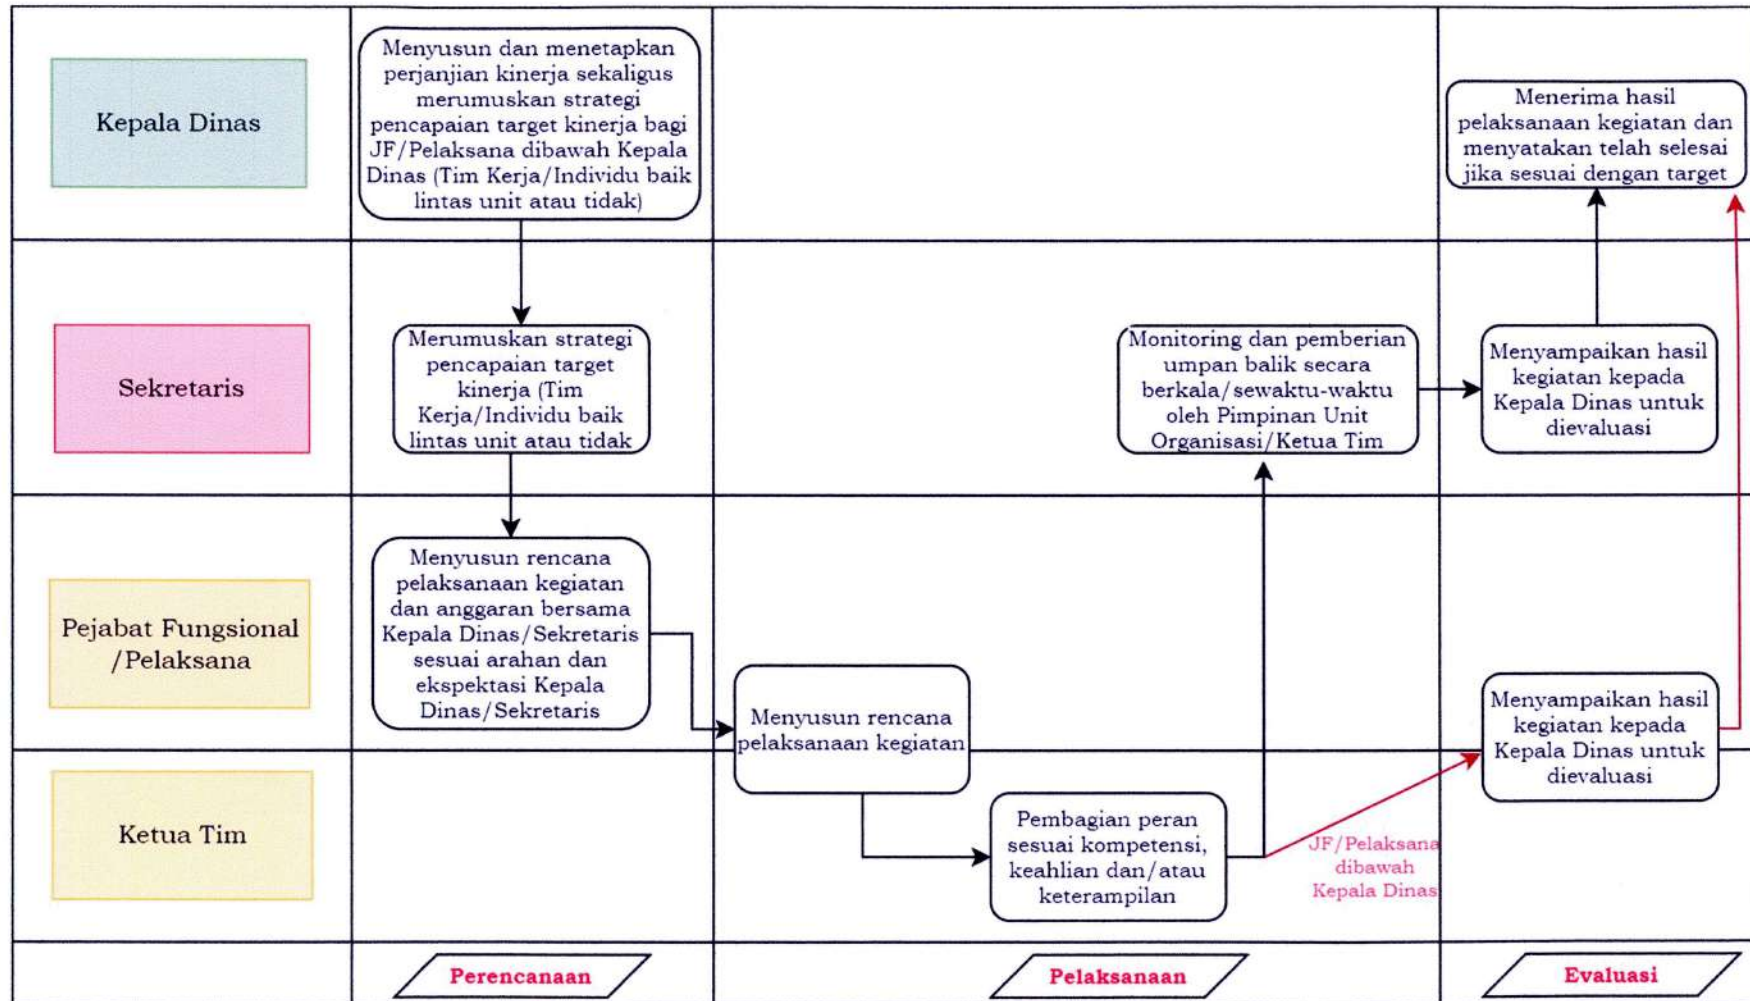 Kepala Dinas
Menyusun dan menetapkan
perjanjian kinerja sekaligus
merumuskan strategi
pencapaian target kinerja bagi
JF/Pelaksana dibawah Kepala
Dinas (Tim Kerja/Individu baik
lintas unit atau tidak)
Menerima hasil
pelaksanaan kegiatan dan
menyatakan telah selesai
jika sesuai dengan target
Sekretaris
Merumuskan strategi
pencapaian target
kinerja (Tim
Kerja/Individu baik
lintas unit atau tidak
Monitoring dan pemberian
umpan balik secara
berkala/sewaktu-waktu
oleh Pimpinan Unit
Organisasi/Ketua Tim
Menyampaikan hasil
kegiatan kepada
Kepala Dinas untuk
dievaluasi
Pejabat Fungsional
/Pelaksana
Menyusun rencana
pelaksanaan kegiatan
dan anggaran bersama
Kepala Dinas/Sekretaris
sesuai arahan dan
ekspektasi Kepala
Dinas/Sekretaris
Menyusun rencana
pelaksanaan kegiatan
Menyampaikan hasil
kegiatan kepada
Kepala Dinas untuk
dievaluasi
Ketua Tim
Pembagian peran
sesuai kompetensi,
keahlian dan/atau
keterampilan
JF/Pelaksana
dibawah
Kepala Dinas
Perencanaan
Pelaksanaan
Evaluasi